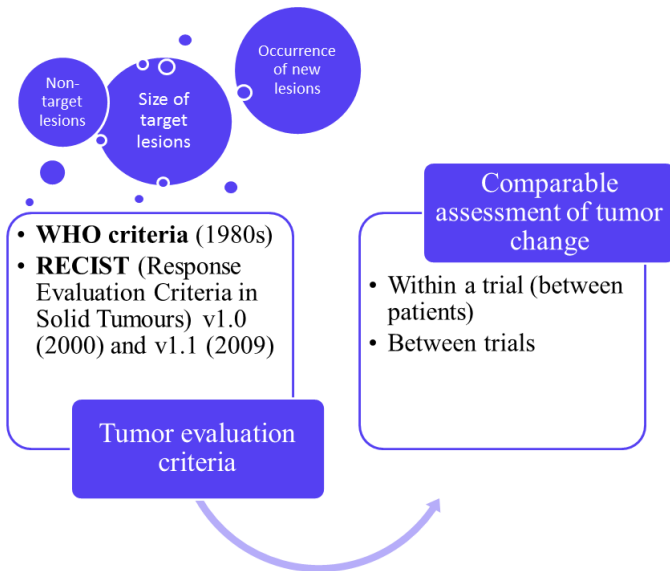 Non-
target
lesions
Size of
target
lesions
Occurrence
of new
lesions
• WHO criteria (1980s)
• RECIST (Response
Evaluation Criteria in
Solid Tumours) v1.0
(2000) and v1.1 (2009)
Tumor evaluation
criteria
Comparable
assessment of tumor
change
• Within a trial (between
patients)
• Between trials